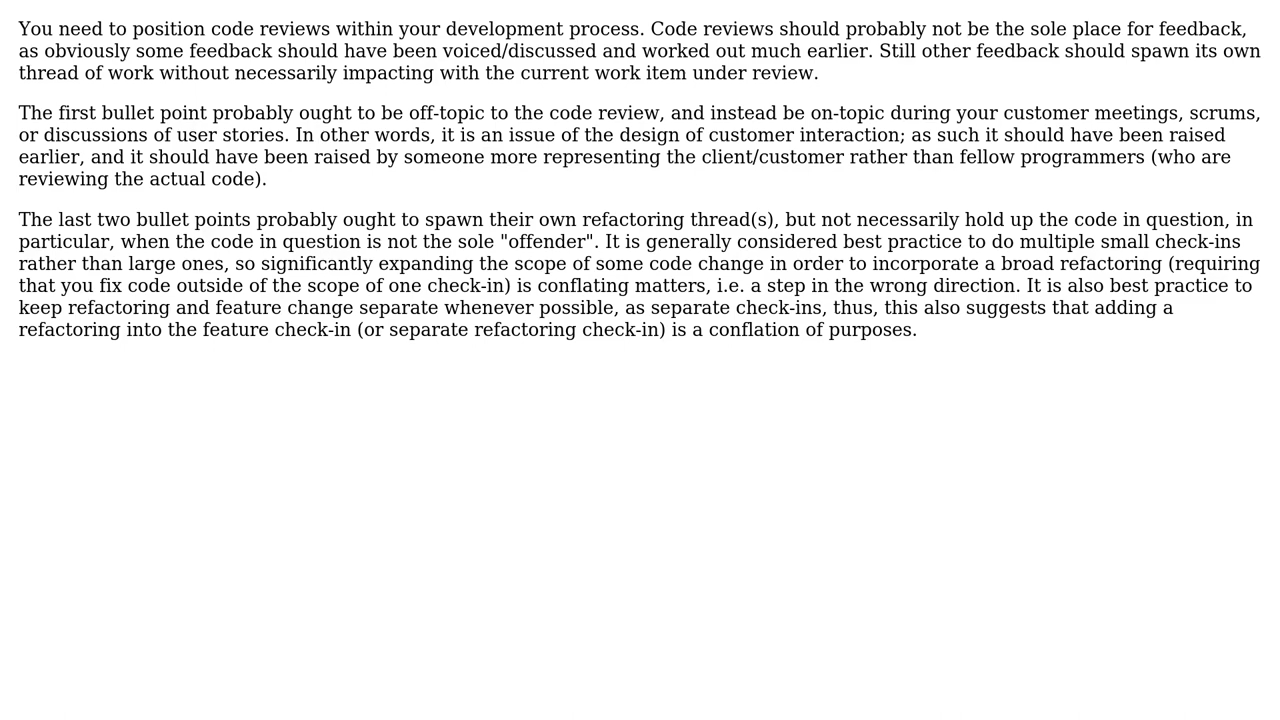 You need to position code reviews within your development process. Code reviews should probably not be the sole place for feedback,
as obviously some feedback should have been voiced/discussed and worked out much earlier. Still other feedback should spawn its own
thread of work without necessarily impacting with the current work item under review.
The first bullet point probably ought to be off-topic to the code review, and instead be on-topic during your customer meetings, scrums,
or discussions of user stories. In other words, it is an issue of the design of customer interaction; as such it should have been raised
earlier, and it should have been raised by someone more representing the client/customer rather than fellow programmers (who are
reviewing the actual code).
The last two bullet points probably ought to spawn their own refactoring thread(s), but not necessarily hold up the code in question, in
particular, when the code in question is not the sole "offender". It is generally considered best practice to do multiple small check-ins
rather than large ones, so significantly expanding the scope of some code change in order to incorporate a broad refactoring (requiring
that you fix code outside of the scope of one check-in) is conflating matters, i.e. a step in the wrong direction. It is also best practice to
keep refactoring and feature change separate whenever possible, as separate check-ins, thus, this also suggests that adding a
refactoring into the feature check-in (or separate refactoring check-in) is a conflation of purposes.